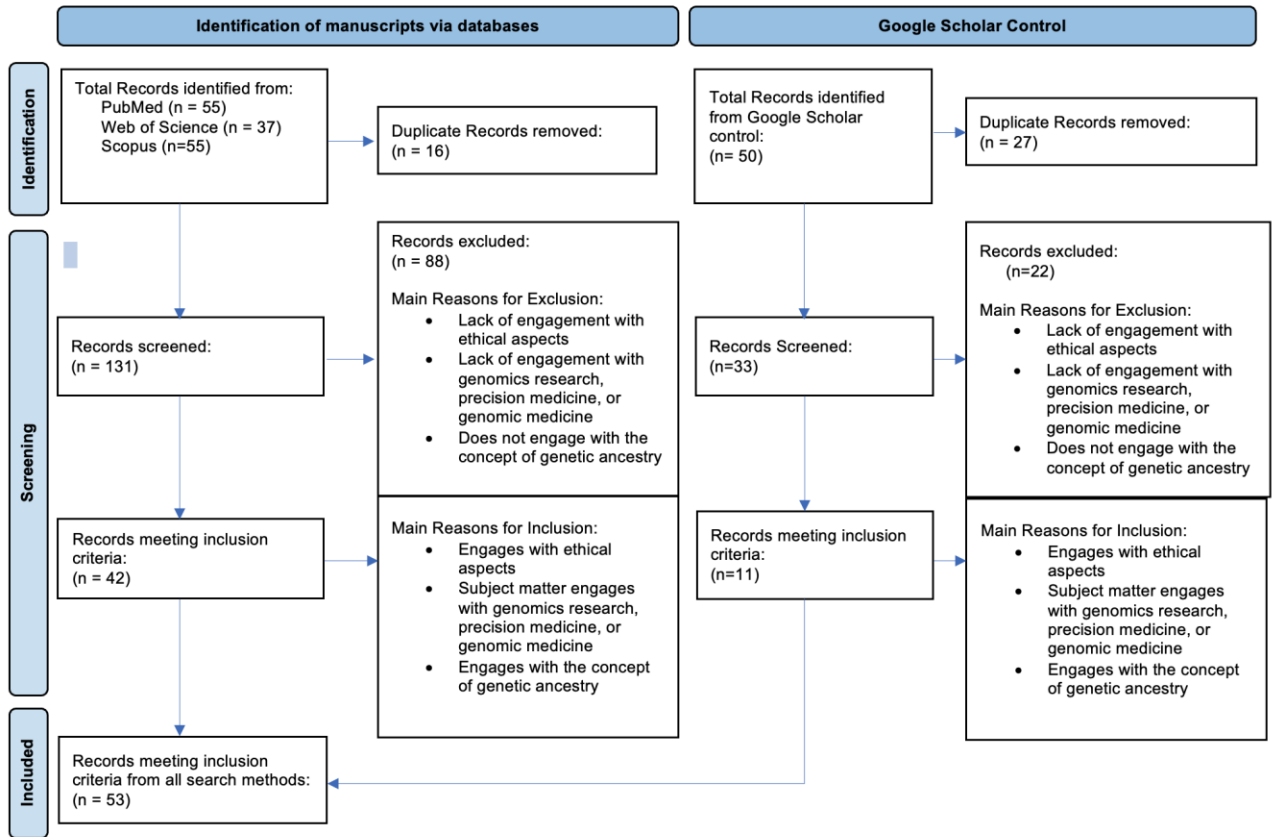 Identification of manuscripts via databases
Google Scholar Control
Identification
Total Records identified from:
PubMed (n = 55)
Web of Science (n = 37)
Scopus (n=55)
Duplicate Records removed:
(n = 16)
Total Records identified
from Google Scholar
control:
(n= 50)
Duplicate Records removed:
(n = 27)
Screening
Records screened:
(n = 131)
Records excluded:
(n = 88)
Main Reasons for Exclusion:
• Lack of engagement with
ethical aspects
• Lack of engagement with
genomics research,
precision medicine, or
genomic medicine
• Does not engage with the
concept of genetic ancestry
Records Screened:
(n=33)
Records excluded:
(n=22)
Main Reasons for Exclusion:
• Lack of engagement with
ethical aspects
• Lack of engagement with
genomics research,
precision medicine, or
genomic medicine
• Does not engage with the
concept of genetic ancestry
Records meeting inclusion
criteria:
(n = 42)
Main Reasons for Inclusion:
• Engages with ethical
aspects
• Subject matter engages
with genomics research,
precision medicine, or
genomic medicine
• Engages with the concept
of genetic ancestry
Records meeting inclusion
criteria:
(n=11)
Main Reasons for Inclusion:
• Engages with ethical
aspects
• Subject matter engages
with genomics research,
precision medicine, or
genomic medicine
• Engages with the concept
of genetic ancestry
Included
Records meeting inclusion
criteria from all search methods:
(n = 53)